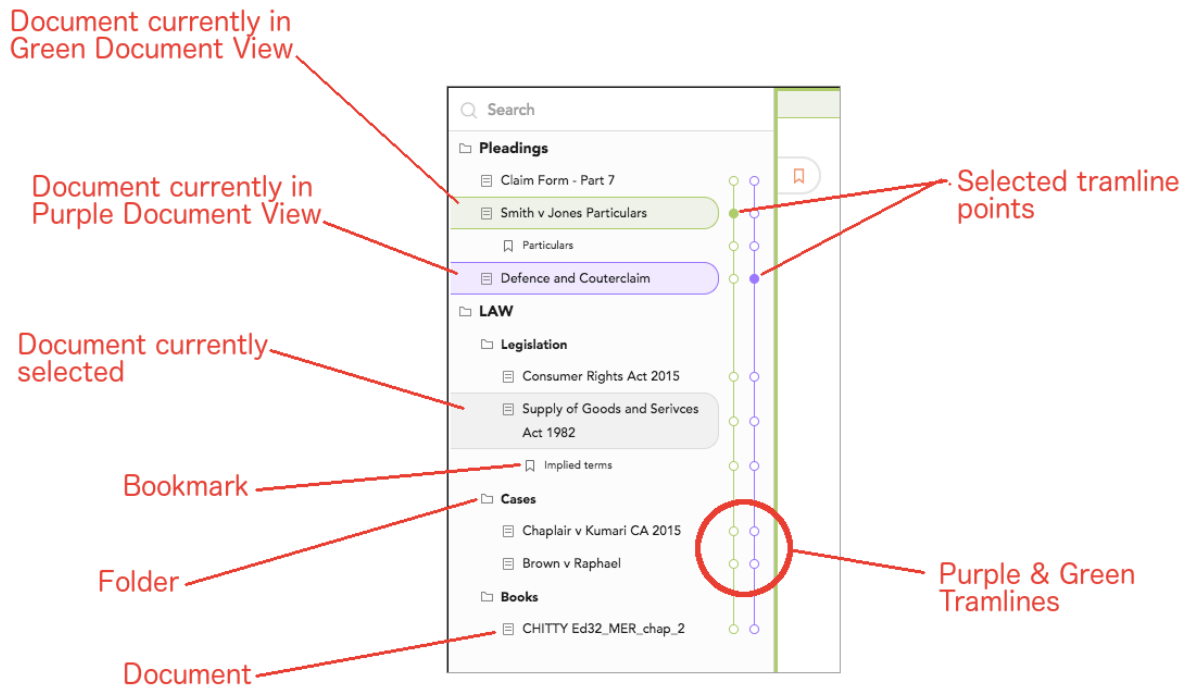 Document currently in
Green Document View
Search
Pleadings
Claim Form - Part 7
Document currently in
Purple Document View
Smith v Jones Particulars
Selected tramline
points
Particulars
Defence and Couterclaim
LAW
Document currently
selected
Legislation
Consumer Rights Act 2015
Supply of Goods and Serivces
Act 1982
Bookmark
Implied terms
Cases
Chaplair v Kumari CA 2015
Folder
Brown v Raphael
Purple & Green
Tramlines
Books
CHITTY Ed32_MER_chap_2
Document